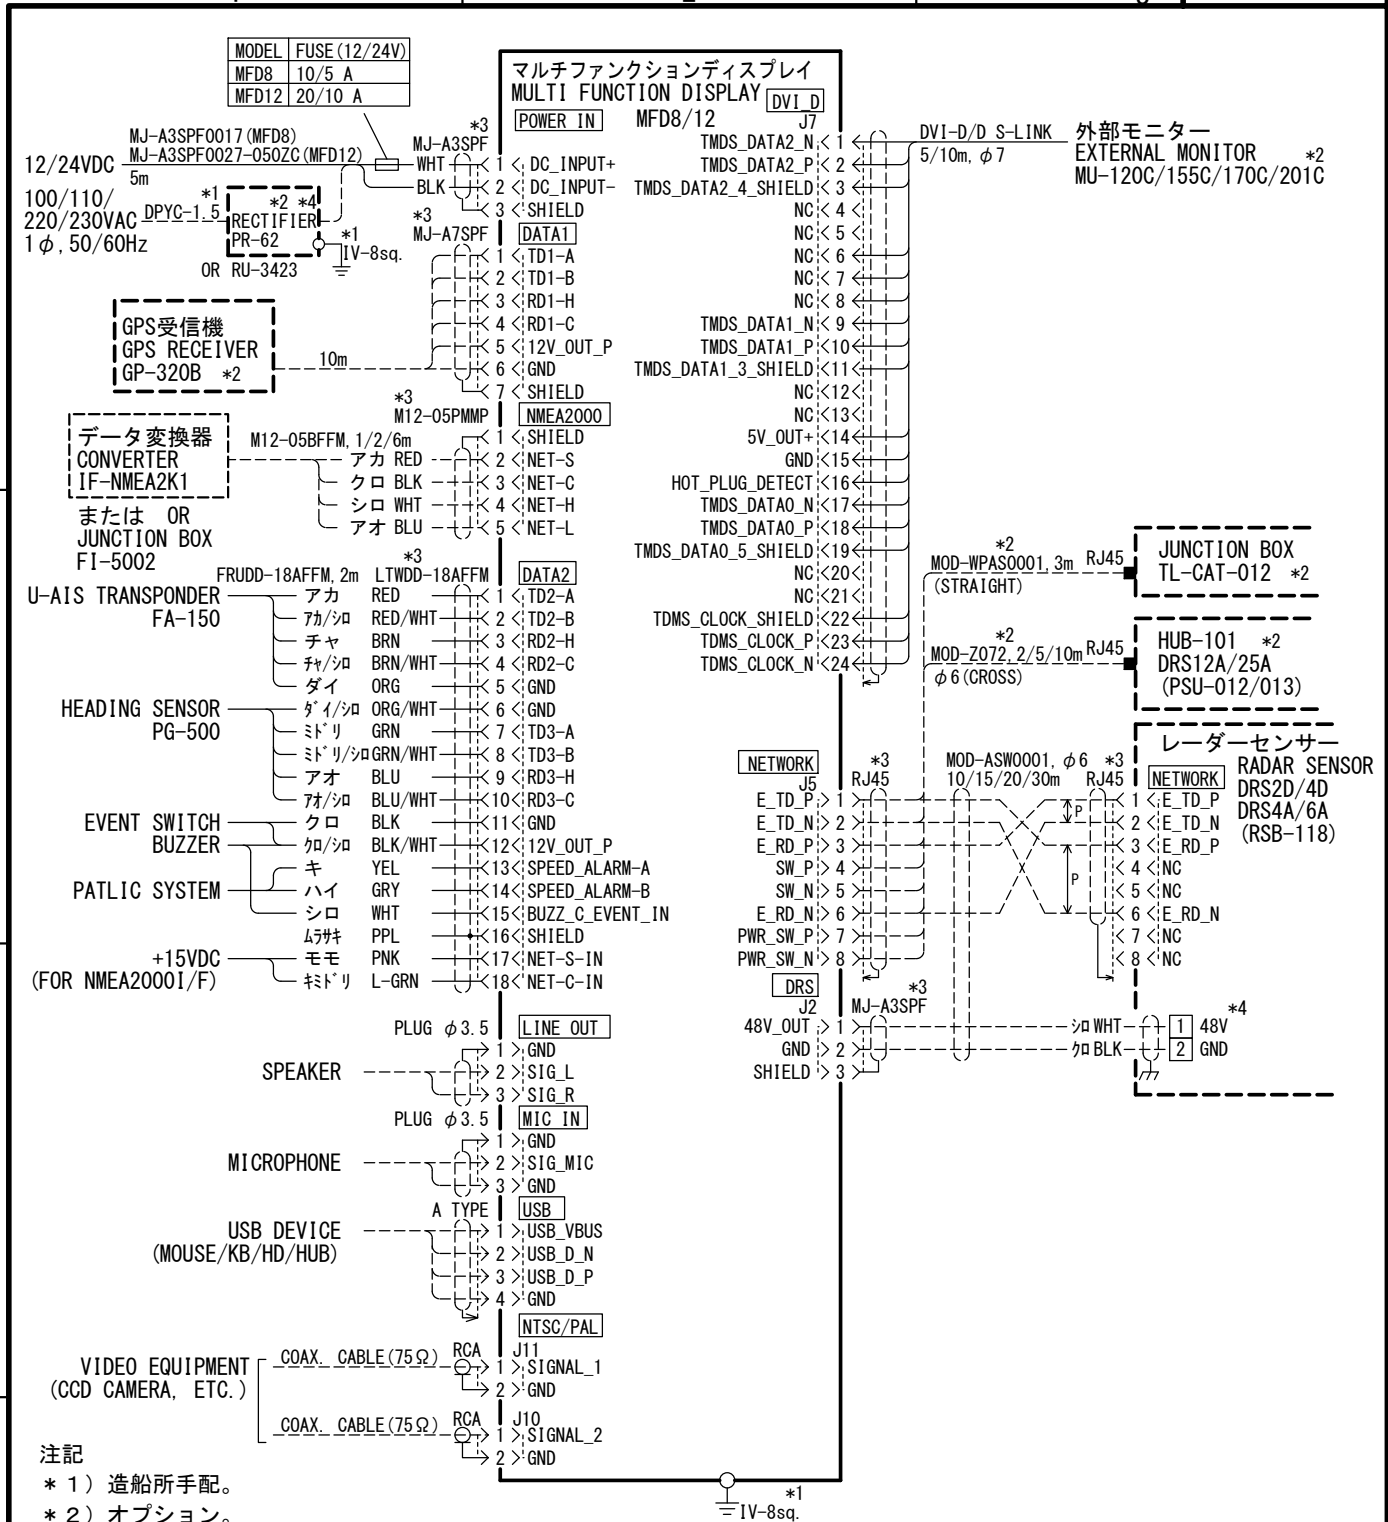 MODEL FUSE(12/24V)
MFD8 10/5 A
MFD12 20/10 A
マルチファンクションディスプレイ
MULTI FUNCTION DISPLAY
MFD8/12
POWER IN
*3
MJ-A3SPF
MJ-A3SPF0017(MFD8)
MJ-A3SPF0027-050ZC(MFD12)
12/24VDC
5m
WHT 1 DC_INPUT+
BLK 2 DC_INPUT-
3 SHIELD
100/110/
220/230VAC
1φ, 50/60Hz
*1
DPYC-1.5
*2 *4
RECTIFIER
PR-62
*1
IV-8sq.
OR RU-3423
*3
MJ-A7SPF
DATA1
1 TD1-A
2 TD1-B
3 RD1-H
4 RD1-C
5 12V_OUT_P
6 GND
7 SHIELD
GPS受信機
GPS RECEIVER
GP-320B *2
10m
*3
M12-05PMMP
NMEA2000
データ変換器
CONVERTER
IF-NMEA2K1
または OR
JUNCTION BOX
FI-5002
M12-05BFFM, 1/2/6m
1 SHIELD
アカ RED 2 NET-S
クロ BLK 3 NET-C
シロ WHT 4 NET-H
アオ BLU 5 NET-L
*3
FRUDD-18AFFM, 2m LTWDD-18AFFM
DATA2
U-AIS TRANSPONDER
FA-150
アカ RED 1 TD2-A
アカ/シロ RED/WHT 2 TD2-B
チャ BRN 3 RD2-H
チャ/シロ BRN/WHT 4 RD2-C
ダイ ORG 5 GND
HEADING SENSOR
PG-500
ダイ/シロ ORG/WHT 6 GND
ミドリ GRN 7 TD3-A
ミドリ/シロ GRN/WHT 8 TD3-B
アオ BLU 9 RD3-H
アオ/シロ BLU/WHT 10 RD3-C
EVENT SWITCH
BUZZER
クロ BLK 11 GND
クロ/シロ BLK/WHT 12 12V_OUT_P
キ YEL 13 SPEED_ALARM-A
PATLIC SYSTEM
ハイ GRY 14 SPEED_ALARM-B
シロ WHT 15 BUZZ_C_EVENT_IN
ムラサキ PPL 16 SHIELD
+15VDC
(FOR NMEA2000I/F)
モモ PNK 17 NET-S-IN
キミドリ L-GRN 18 NET-C-IN
PLUG φ3.5 LINE OUT
SPEAKER
1 GND
2 SIG_L
3 SIG_R
PLUG φ3.5 MIC IN
MICROPHONE
1 GND
2 SIG_MIC
3 GND
A TYPE USB
USB DEVICE
(MOUSE/KB/HD/HUB)
1 USB_VBUS
2 USB_D_N
3 USB_D_P
4 GND
NTSC/PAL
VIDEO EQUIPMENT
(CCD CAMERA, ETC.)
COAX. CABLE(75Ω) RCA J11
1 SIGNAL_1
2 GND
COAX. CABLE(75Ω) RCA J10
1 SIGNAL_2
2 GND
DVI_D
J7
TMDS_DATA2_N 1
TMDS_DATA2_P 2
TMDS_DATA2_4_SHIELD 3
NC 4
NC 5
NC 6
NC 7
NC 8
TMDS_DATA1_N 9
TMDS_DATA1_P 10
TMDS_DATA1_3_SHIELD 11
NC 12
NC 13
5V_OUT+ 14
GND 15
HOT_PLUG_DETECT 16
TMDS_DATA0_N 17
TMDS_DATA0_P 18
TMDS_DATA0_5_SHIELD 19
NC 20
NC 21
TDMS_CLOCK_SHIELD 22
TDMS_CLOCK_P 23
TDMS_CLOCK_N 24
DVI-D/D S-LINK
5/10m, φ7
外部モニター
EXTERNAL MONITOR *2
MU-120C/155C/170C/201C
*2
MOD-WPAS0001, 3m RJ45
(STRAIGHT)
JUNCTION BOX
TL-CAT-012 *2
*2
MOD-Z072, 2/5/10m RJ45
φ6(CROSS)
HUB-101 *2
DRS12A/25A
(PSU-012/013)
NETWORK
J5
*3
RJ45
MOD-ASW0001, φ6
10/15/20/30m
*3
RJ45
レーダーセンサー
RADAR SENSOR
DRS2D/4D
DRS4A/6A
(RSB-118)
NETWORK
E_TD_P 1
E_TD_N 2
E_RD_P 3
SW_P 4
SW_N 5
E_RD_N 6
PWR_SW_P 7
PWR_SW_N 8
P
P
1 E_TD_P
2 E_TD_N
3 E_RD_P
4 NC
5 NC
6 E_RD_N
7 NC
8 NC
DRS
J2
*3
MJ-A3SPF
48V_OUT 1
GND 2
SHIELD 3
*4
シロ WHT 1 48V
クロ BLK 2 GND
*1
IV-8sq.
注記
*1）造船所手配。
*2）オプション。